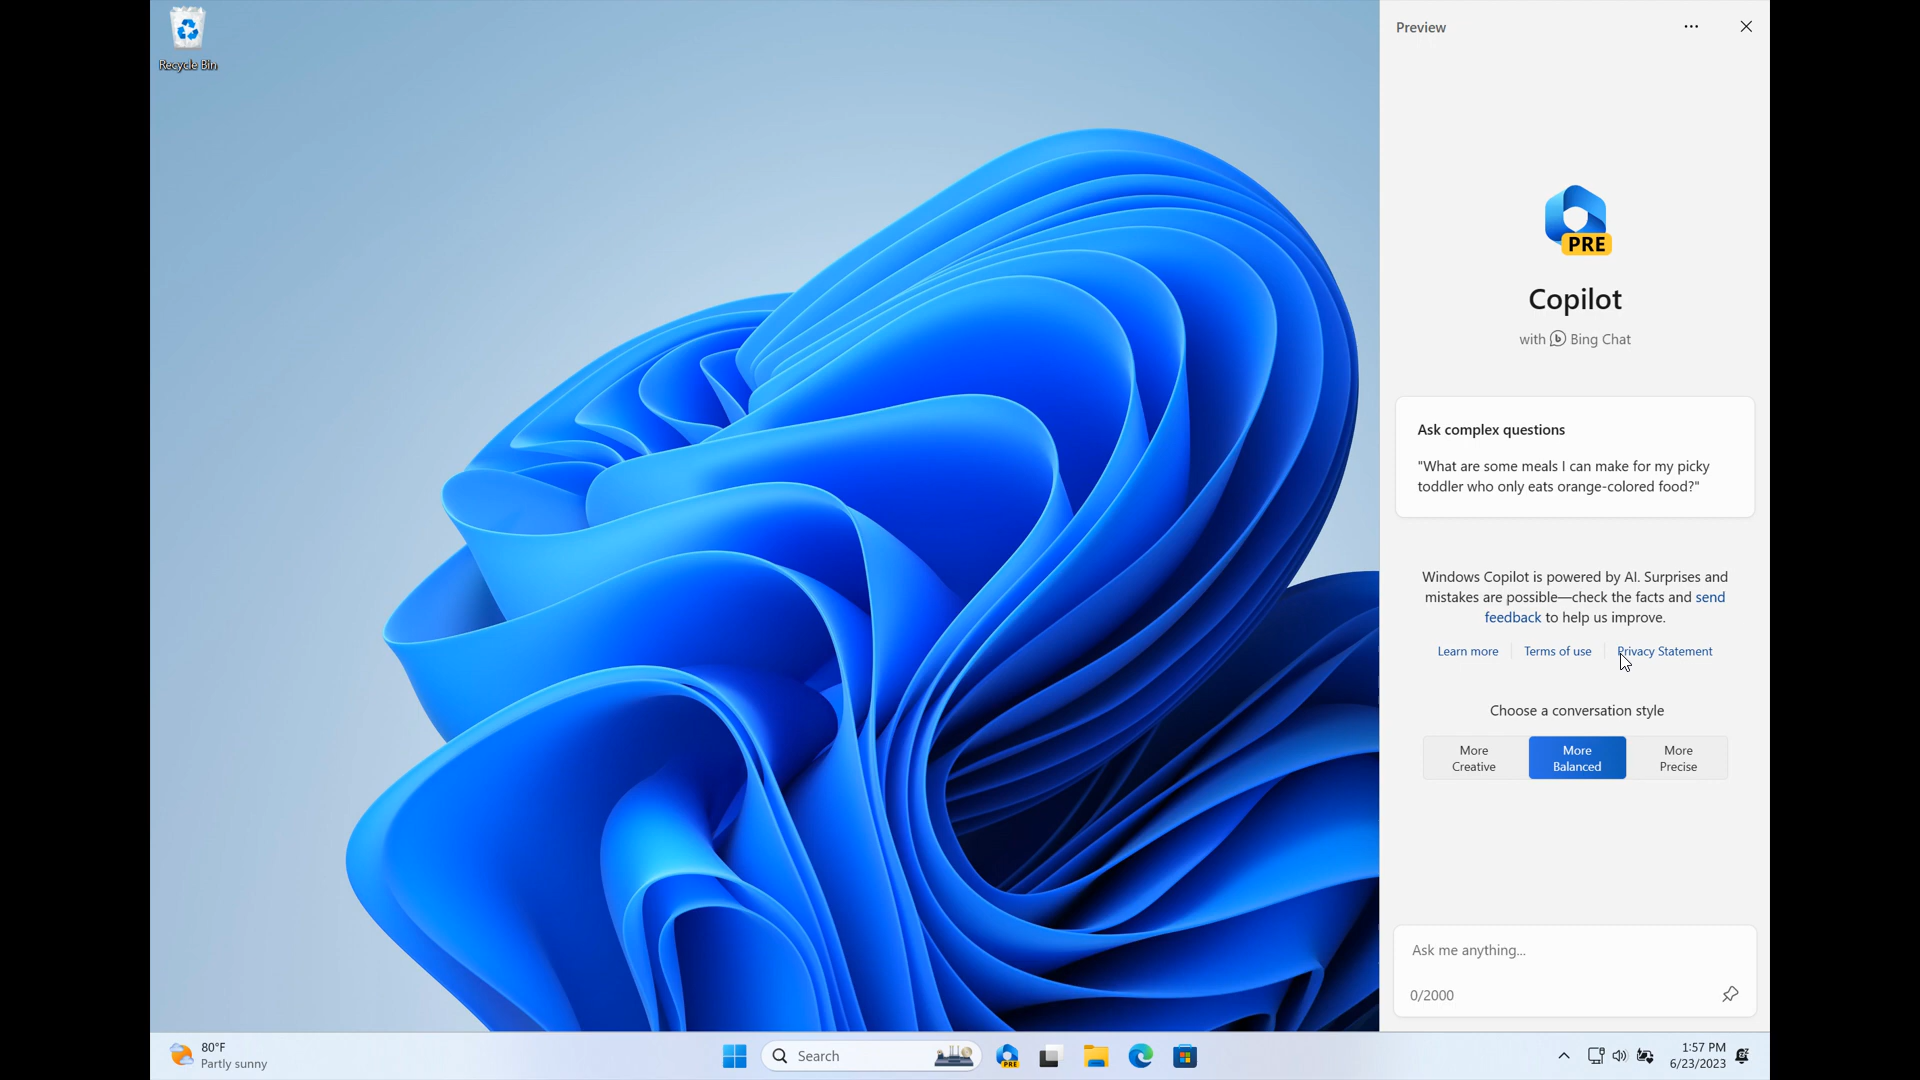 Recycle Bin
Preview
PRE
Copilot
with Bing Chat
Ask complex questions
"What are some meals I can make for my picky
toddler who only eats orange-colored food?"
Windows Copilot is powered by AI. Surprises and
mistakes are possible—check the facts and send
feedback to help us improve.
Learn more
Terms of use
Privacy Statement
Choose a conversation style
More
Creative
More
Balanced
More
Precise
Ask me anything...
0/2000
80°F
Partly sunny
Search
PRE
1:57 PM
6/23/2023